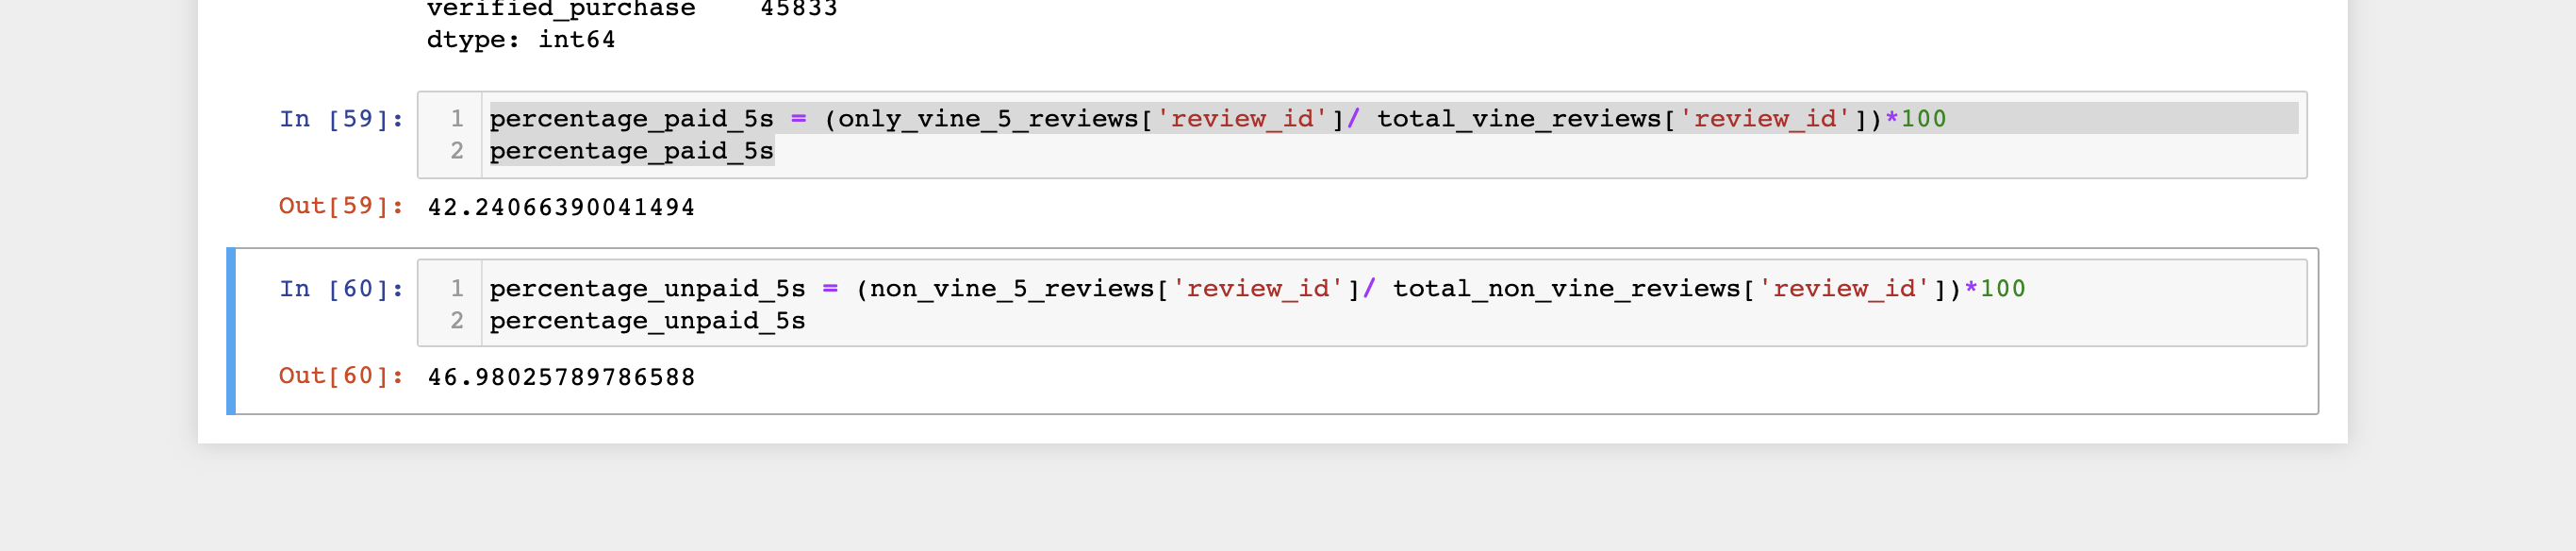 verified_purchase    45833
dtype: int64
In [59]: 1 percentage_paid_5s = (only_vine_5_reviews['review_id']/ total_vine_reviews['review_id'])*100
2 percentage_paid_5s
Out[59]: 42.24066390041494
In [60]: 1 percentage_unpaid_5s = (non_vine_5_reviews['review_id']/ total_non_vine_reviews['review_id'])*100
2 percentage_unpaid_5s
Out[60]: 46.98025789786588